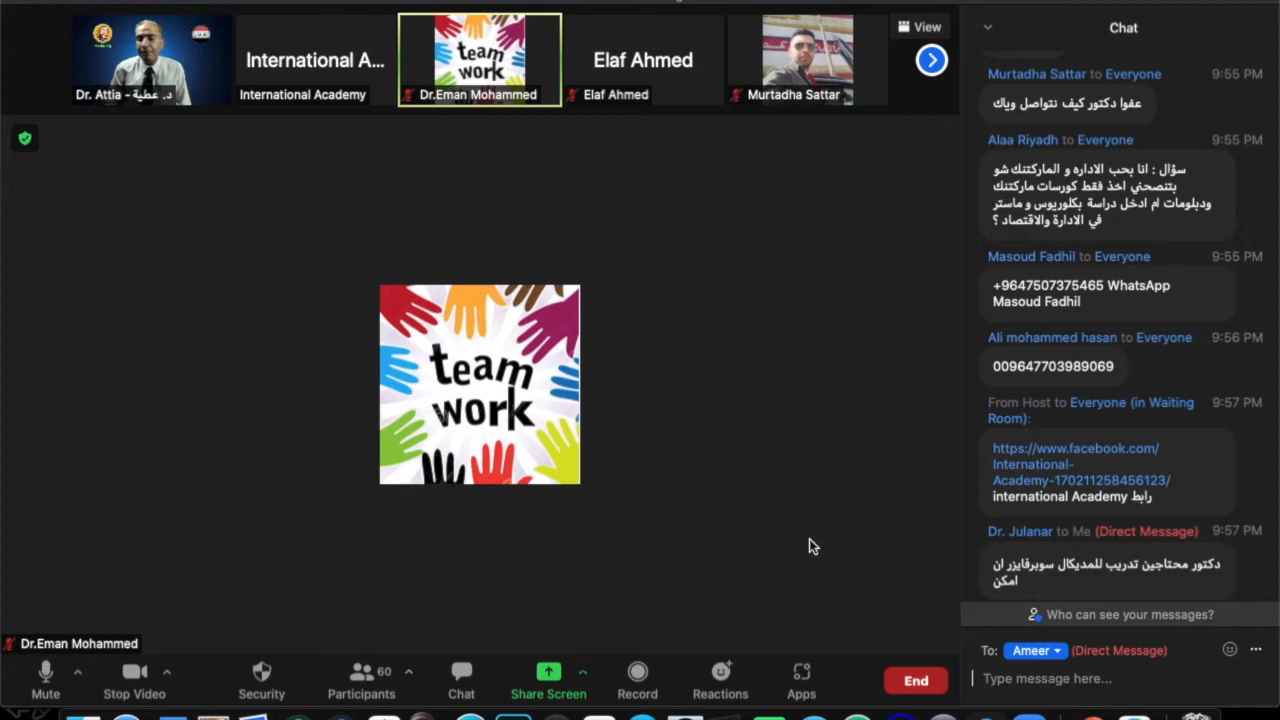 team
work
View
International A...
Elaf Ahmed
Dr. Attia - د. عطية
International Academy
Dr.Eman Mohammed
Elaf Ahmed
Murtadha Sattar
team
work
Dr.Eman Mohammed
Mute
Stop Video
Security
60
Participants
Chat
Share Screen
Record
Reactions
Apps
End
Chat
Murtadha Sattar to Everyone 9:55 PM
عفوا دكتور كيف نتواصل وياك
Alaa Riyadh to Everyone 9:55 PM
سؤال : انا بحب الاداره و الماركتنك شو
بتنصحني اخذ فقط كورسات ماركتنك
ودبلومات ام ادخل دراسة بكلوريوس و ماستر
في الادارة والاقتصاد ؟
Masoud Fadhil to Everyone 9:55 PM
+9647507375465 WhatsApp
Masoud Fadhil
Ali mohammed hasan to Everyone 9:56 PM
009647703989069
From Host to Everyone (in Waiting 9:57 PM
Room):
https://www.facebook.com/
International-
Academy-170211258456123/
international Academy رابط
Dr. Julanar to Me (Direct Message) 9:57 PM
دكتور محتاجين تدريب للمديكال سوبرفايزر ان
امكن
Who can see your messages?
To: Ameer (Direct Message)
Type message here...